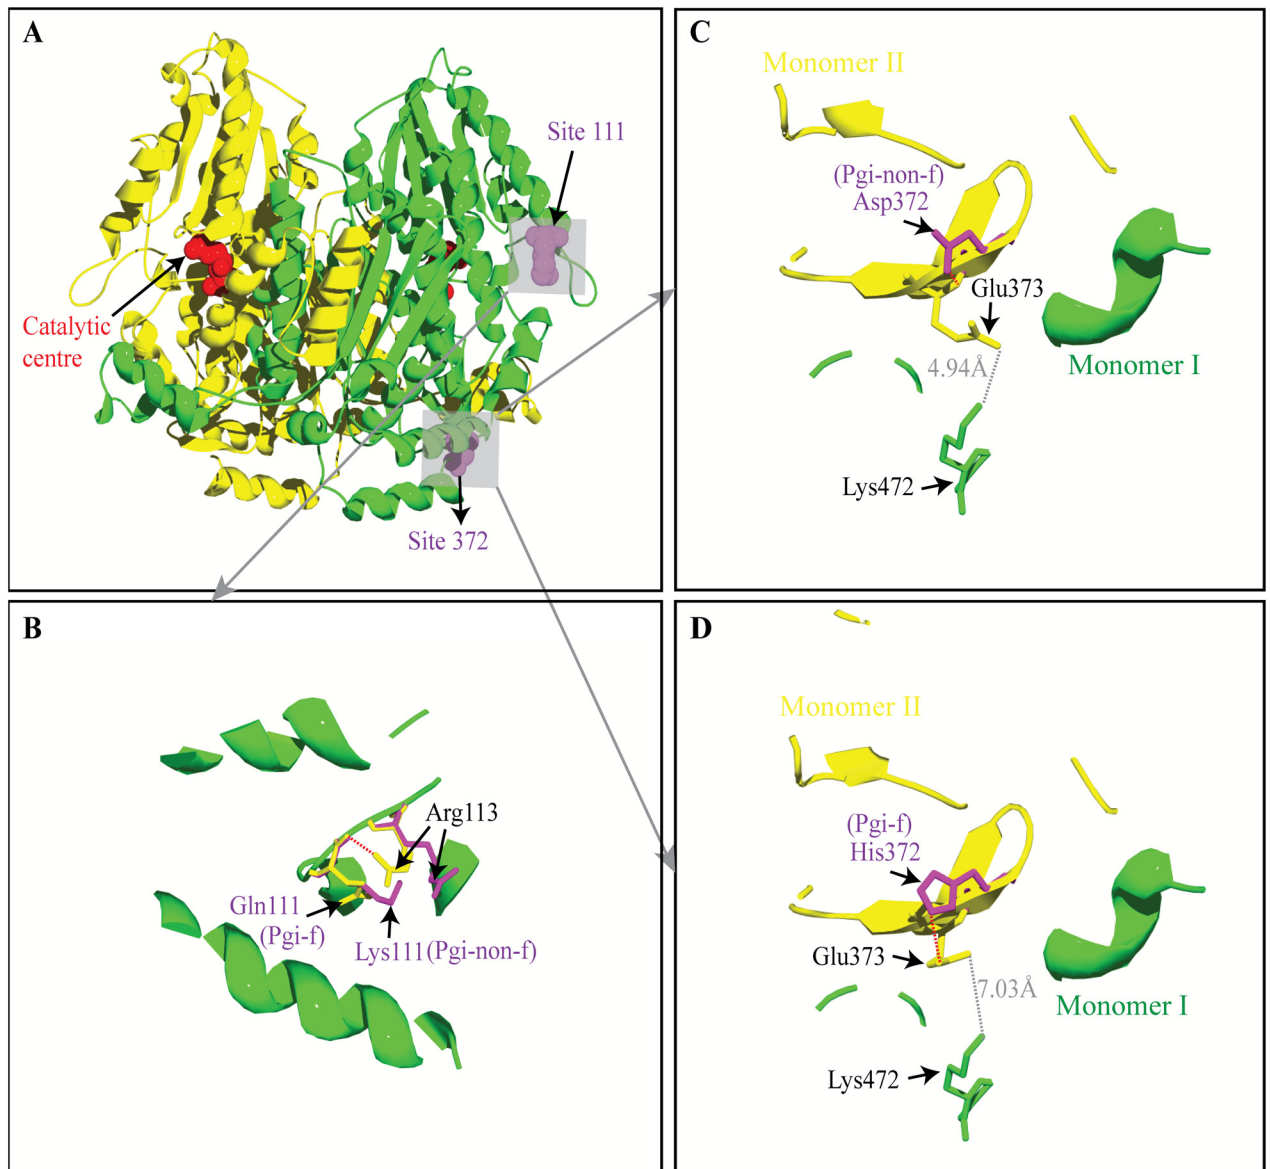 A
Site 111
Catalytic
centre
Site 372
C
Monomer II
(Pgi-non-f)
Asp372
Glu373
4.94Å
Monomer I
Lys472
B
Arg113
Gln111
(Pgi-f)
Lys111(Pgi-non-f)
D
Monomer II
(Pgi-f)
His372
Glu373
7.03Å
Monomer I
Lys472